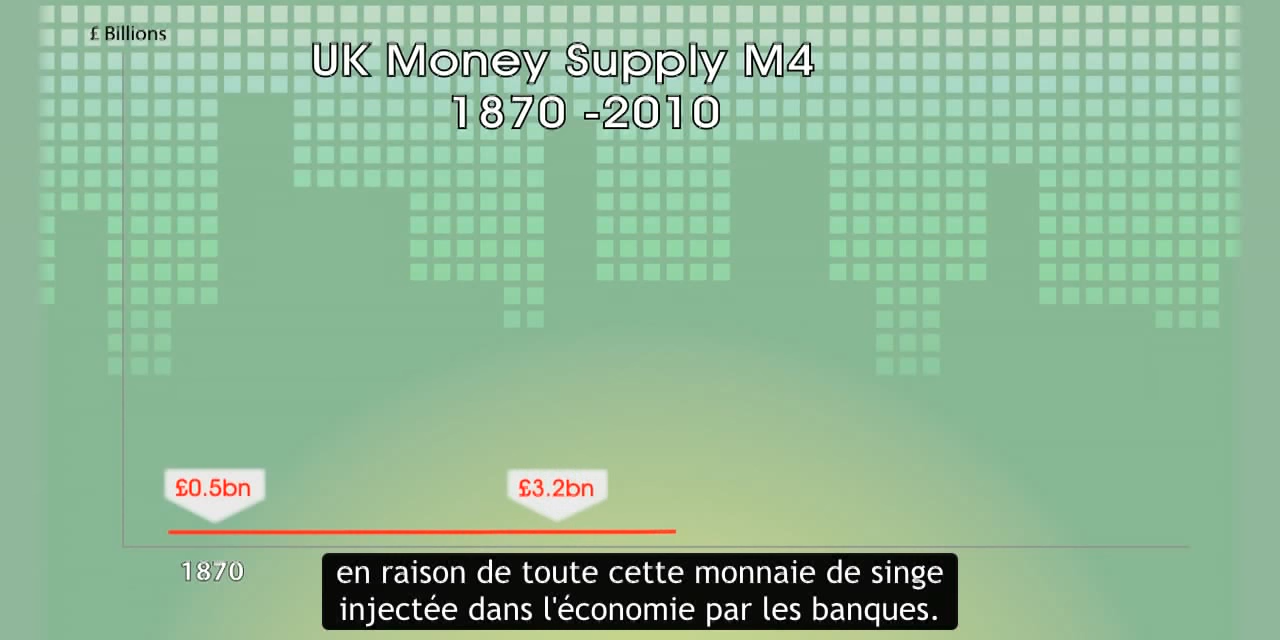 £ Billions
UK Money Supply M4
1870 -2010
£0.5bn
£3.2bn
1870
en raison de toute cette monnaie de singe
injectée dans l'économie par les banques.